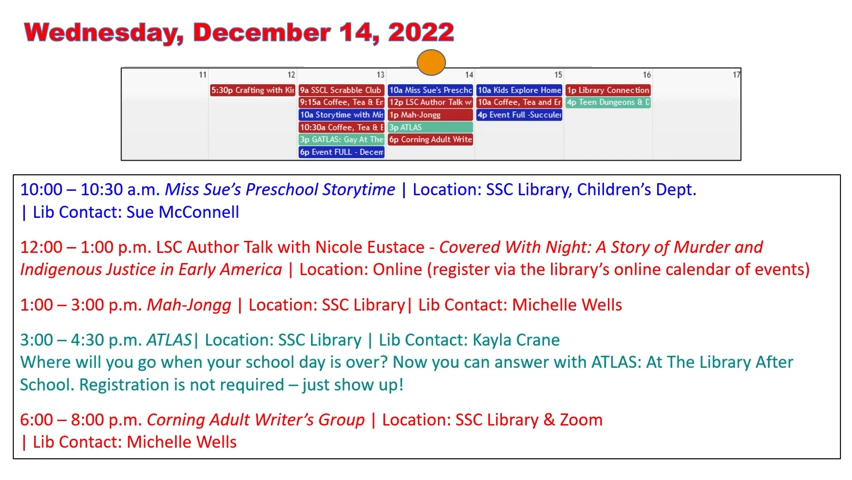 Wednesday, December 14, 2022
11 12 13 14 15 16 17
5:30p Crafting with Ki 9a SSCL Scrabble Club 10a Miss Sue's Prescho 10a Kids Explore Home 1p Library Connection
9:15a Coffee, Tea & Er 12p LSC Author Talk w 10a Coffee, Tea and Er 4p Teen Dungeons & D
10a Storytime with Mis 1p Mah-Jongg 4p Event Full -Succule
10:30a Coffee, Tea & E 3p ATLAS
3p GATLAS: Gay At The 6p Corning Adult Write
6p Event FULL - Decem
10:00 – 10:30 a.m. Miss Sue’s Preschool Storytime | Location: SSC Library, Children’s Dept.
| Lib Contact: Sue McConnell
12:00 – 1:00 p.m. LSC Author Talk with Nicole Eustace - Covered With Night: A Story of Murder and
Indigenous Justice in Early America | Location: Online (register via the library’s online calendar of events)
1:00 – 3:00 p.m. Mah-Jongg | Location: SSC Library| Lib Contact: Michelle Wells
3:00 – 4:30 p.m. ATLAS| Location: SSC Library | Lib Contact: Kayla Crane
Where will you go when your school day is over? Now you can answer with ATLAS: At The Library After
School. Registration is not required – just show up!
6:00 – 8:00 p.m. Corning Adult Writer’s Group | Location: SSC Library & Zoom
| Lib Contact: Michelle Wells